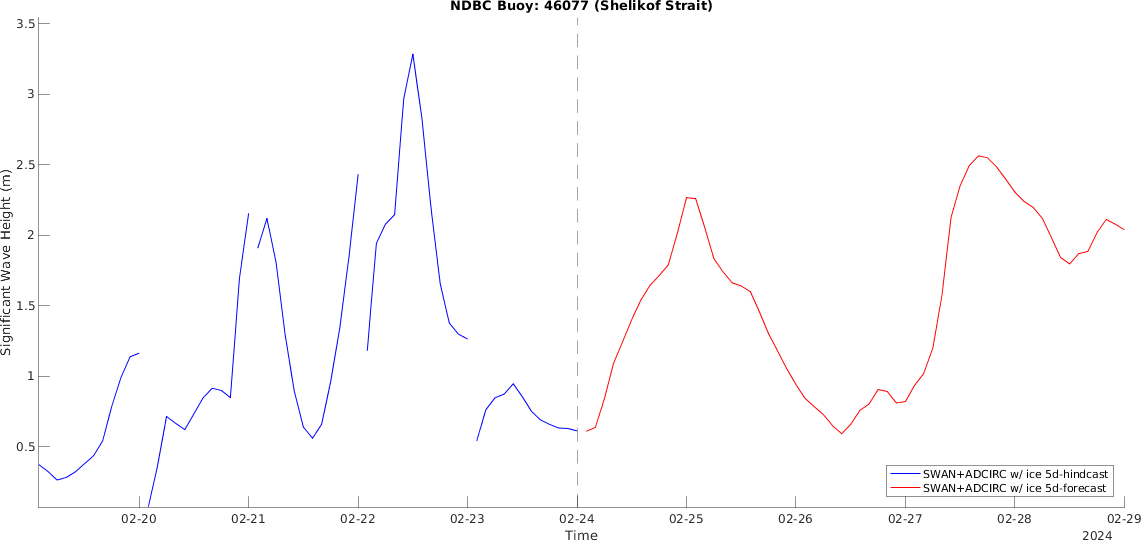 NDBC Buoy: 46077 (Shelikof Strait)
3.5
3
2.5
2
1.5
1
0.5
Significant Wave Height (m)
SWAN+ADCIRC w/ ice 5d-hindcast
SWAN+ADCIRC w/ ice 5d-forecast
02-20 02-21 02-22 02-23 02-24 02-25 02-26 02-27 02-28 02-29
Time
2024